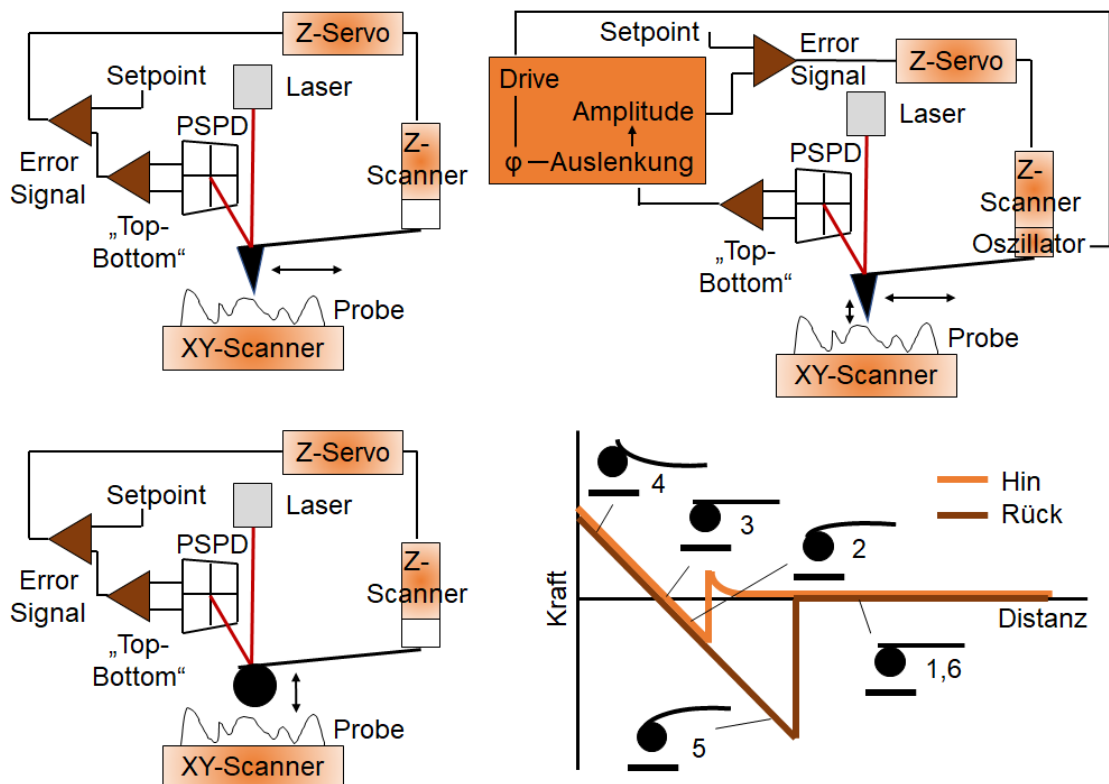 Z-Servo
Setpoint
Laser
PSPD
Z-
Scanner
Error
Signal
„Top-
Bottom“
Probe
XY-Scanner
Setpoint
Error
Signal
Z-Servo
Drive
Amplitude
φ
Auslenkung
Laser
PSPD
Z-
Scanner
Oszillator
„Top-
Bottom“
Probe
XY-Scanner
Z-Servo
Setpoint
Laser
PSPD
Z-
Scanner
Error
Signal
„Top-
Bottom“
Probe
XY-Scanner
4
3
2
Hin
Rück
Kraft
Distanz
1,6
5